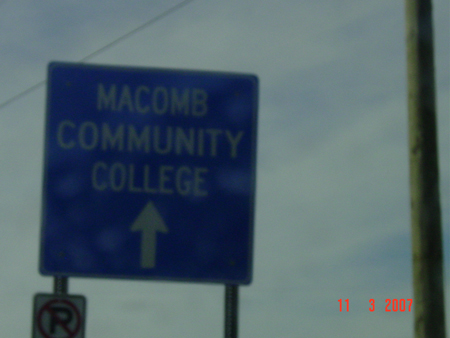 MACOMB
COMMUNITY
COLLEGE
R
11 3 2007